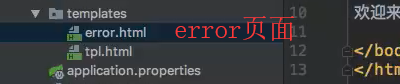 templates
error.html
tpl.html
application.properties
error页面
10
欢迎来
11
12
</bo
13
</htm